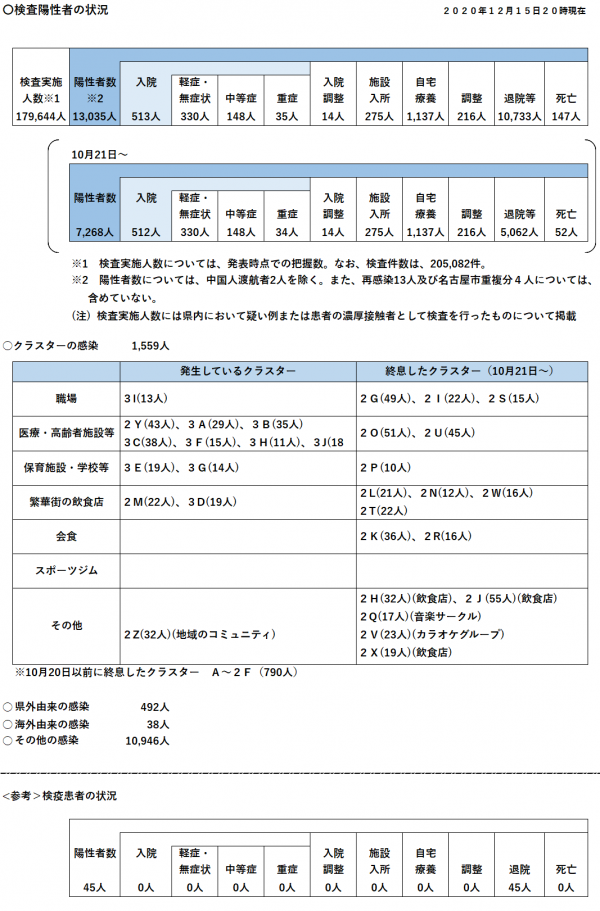 〇検査陽性者の状況
２０２０年１２月１５日２０時現在
検査実施人数※1 陽性者数※2 入院 軽症・無症状 中等症 重症 入院調整 施設入所 自宅療養 調整 退院等 死亡
179,644人 13,035人 513人 330人 148人 35人 14人 275人 1,137人 216人 10,733人 147人
10月21日～
陽性者数 入院 軽症・無症状 中等症 重症 入院調整 施設入所 自宅療養 調整 退院等 死亡
7,268人 512人 330人 148人 34人 14人 275人 1,137人 216人 5,062人 52人
※1　検査実施人数については、発表時点での把握数。なお、検査件数は、205,082件。
※2　陽性者数については、中国人渡航者2人を除く。また、再感染13人及び名古屋市重複分４人については、
含めていない。
（注）検査実施人数には県内において疑い例または患者の濃厚接触者として検査を行ったものについて掲載
〇クラスターの感染　1,559人
発生しているクラスター　終息したクラスター（10月21日～）
職場　３I(13人)　２Ｇ(49人)、２Ｉ(22人)、２Ｓ(15人)
医療・高齢者施設等　２Ｙ(43人)、３Ａ(29人)、３Ｂ(35人)
３C(38人)、３Ｆ(15人)、３Ｈ(11人)、３J(18　２Ｏ(51人)、２Ｕ(45人)
保育施設・学校等　３Ｅ(19人)、３Ｇ(14人)　２Ｐ(10人)
繁華街の飲食店　２Ｍ(22人)、３Ｄ(19人)　２L(21人)、２Ｎ(12人)、２Ｗ(16人)
２Ｔ(22人)
会食　２Ｋ(36人)、２Ｒ(16人)
スポーツジム
その他　２Ｚ(32人)(地域のコミュニティ)　２Ｈ(32人)(飲食店)、２Ｊ(55人)(飲食店)
２Ｑ(17人)(音楽サークル)
２Ｖ(23人)(カラオケグループ)
２Ｘ(19人)(飲食店)
※10月20日以前に終息したクラスター　Ａ～２Ｆ（790人）
〇県外由来の感染　492人
〇海外由来の感染　38人
〇その他の感染　10,946人
<参考＞検疫患者の状況
陽性者数 入院 軽症・無症状 中等症 重症 入院調整 施設入所 自宅療養 調整 退院 死亡
45人 0人 0人 0人 0人 0人 0人 0人 0人 45人 0人